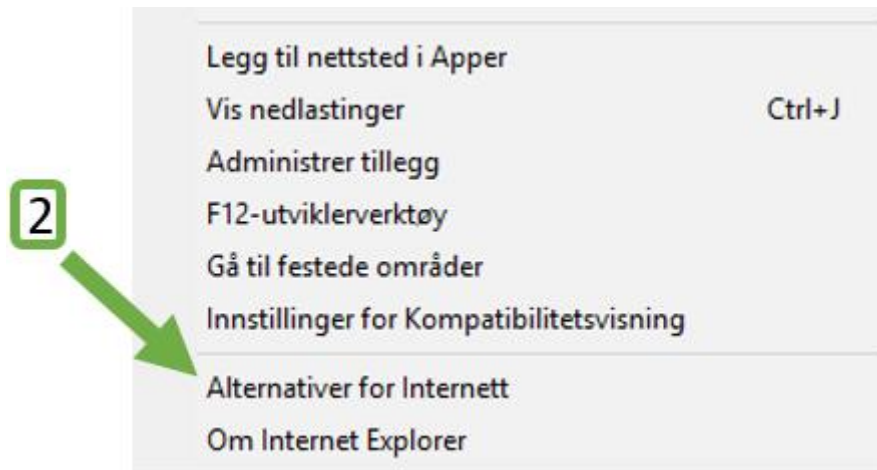 Legg til nettsted i Apper
Vis nedlastinger Ctrl+J
Administrer tillegg
F12-utviklerverktøy
2
Gå til festede områder
Innstillinger for Kompatibilitetsvisning
Alternativer for Internett
Om Internet Explorer